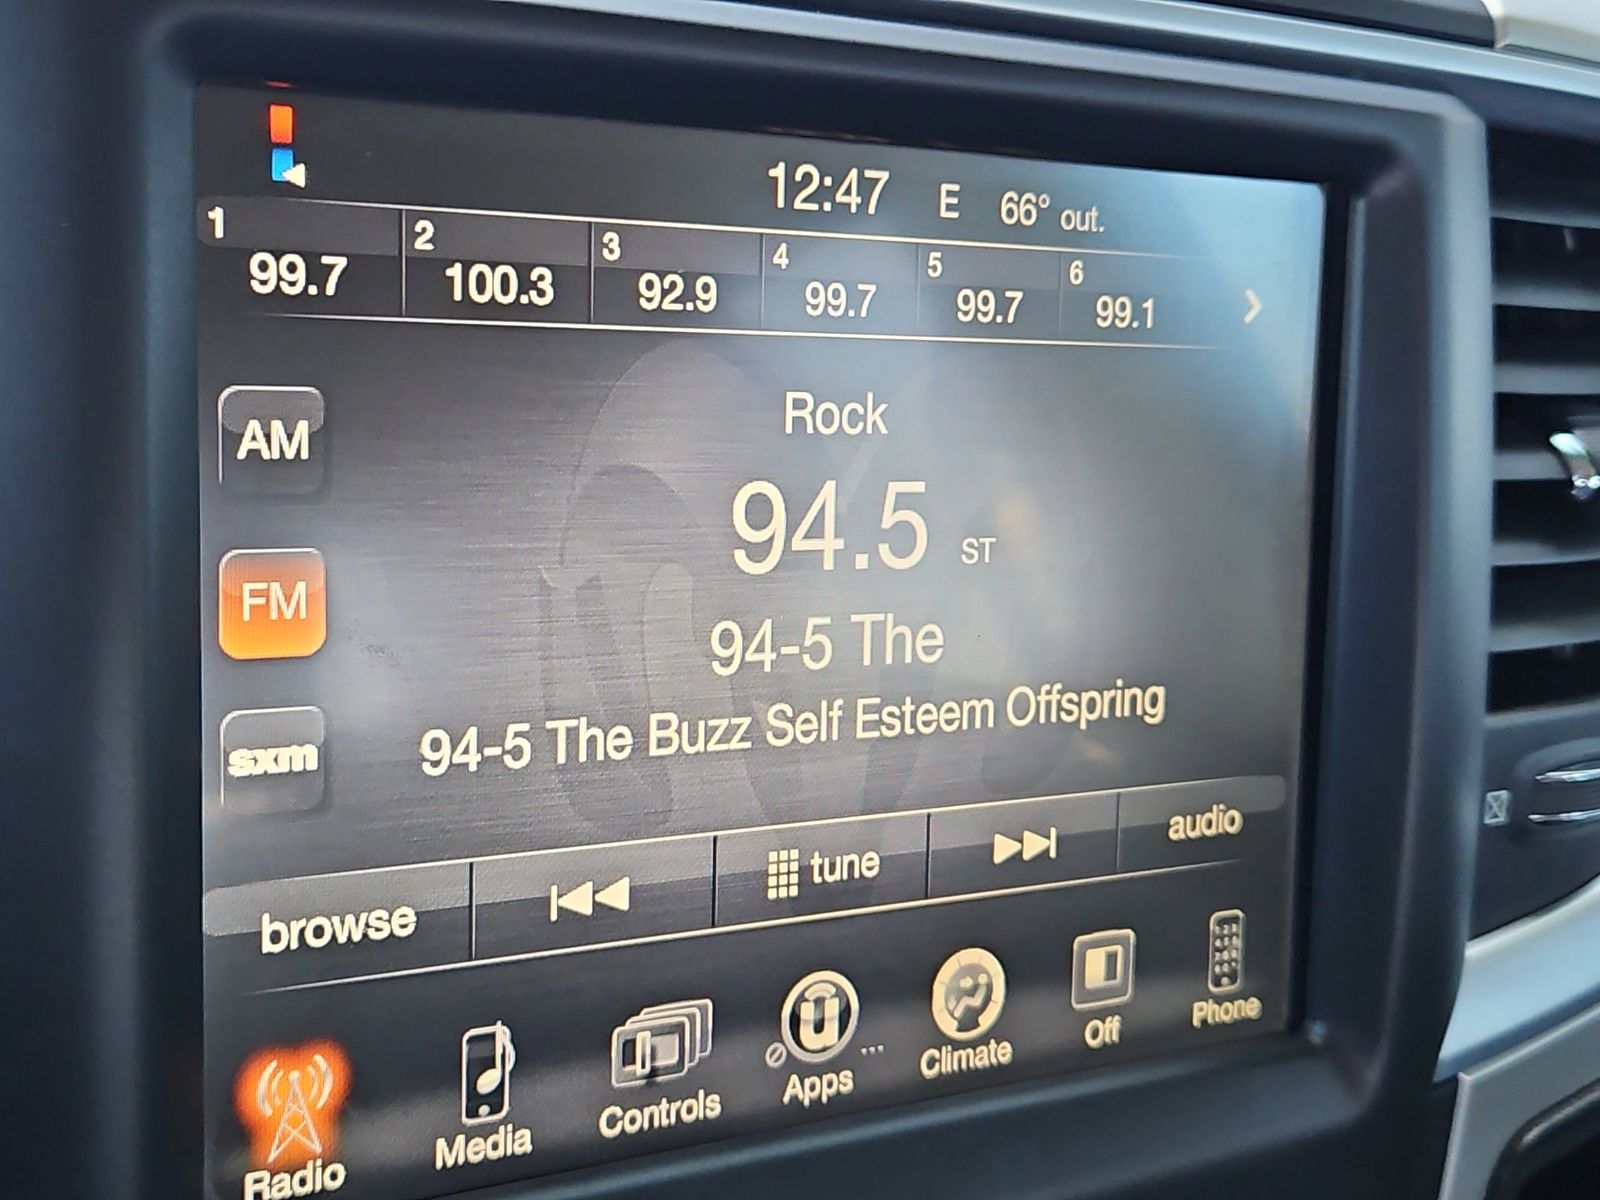 12:47 E 66° out.
1 2 3 4 5 6
99.7 100.3 92.9 99.7 99.7 99.1
Rock
AM
94.5 ST
FM
94-5 The
94-5 The Buzz Self Esteem Offspring
sxm
browse tune audio
Radio Media Controls Apps Climate Off Phone